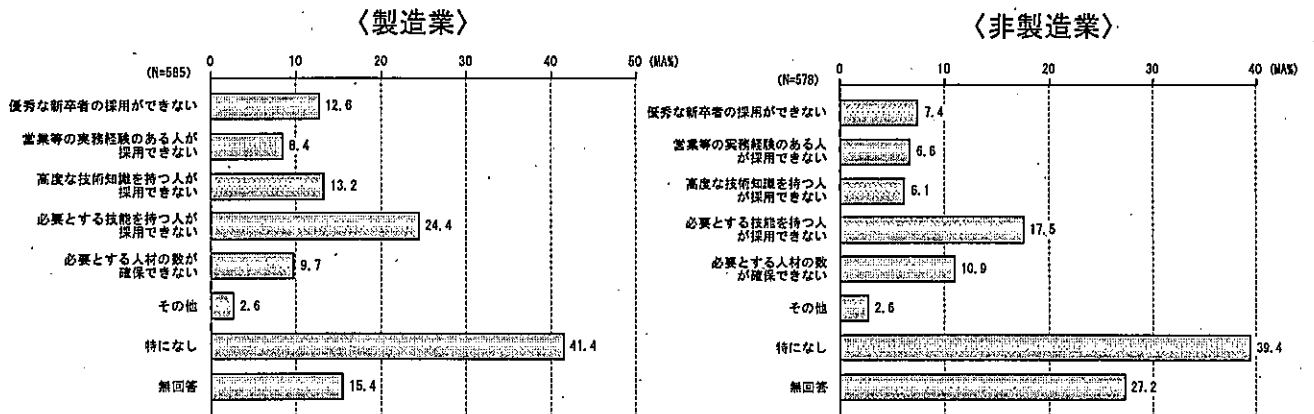 〈製造業〉
0 10 20 30 40 50 (MA%)
(N=585)
優秀な新卒者の採用ができない 12.6
営業等の実務経験のある人が
採用できない 8.4
高度な技術知識を持つ人が
採用できない 13.2
必要とする技能を持つ人が
採用できない 24.4
必要とする人材の数が
確保できない 9.7
その他 2.6
特になし 41.4
無回答 15.4
〈非製造業〉
0 10 20 30 40 (MA%)
(N=578)
優秀な新卒者の採用ができない 7.4
営業等の実務経験のある人
が採用できない 6.6
高度な技術知識を持つ人
が採用できない 6.1
必要とする技能を持つ人
が採用できない 17.5
必要とする人材の数
が確保できない 10.9
その他 2.6
特になし 39.4
無回答 27.2